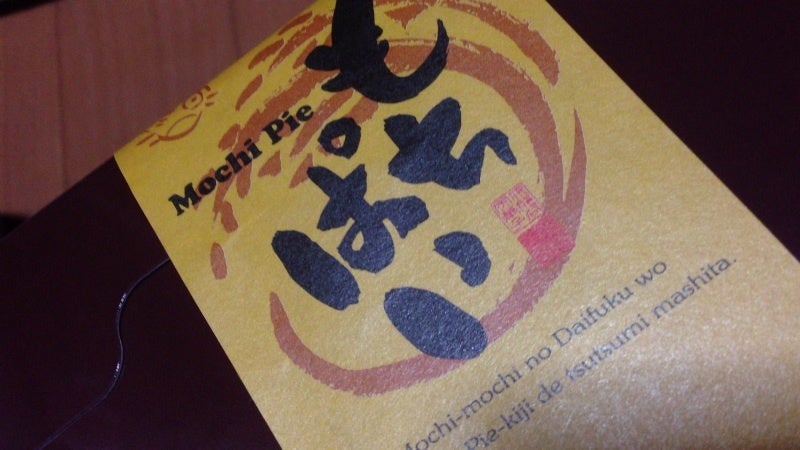 もち
ぱい
Mochi Pie
Mochi-mochi no Daifuku wo
Pie-kiji de tsutsumi mashita.